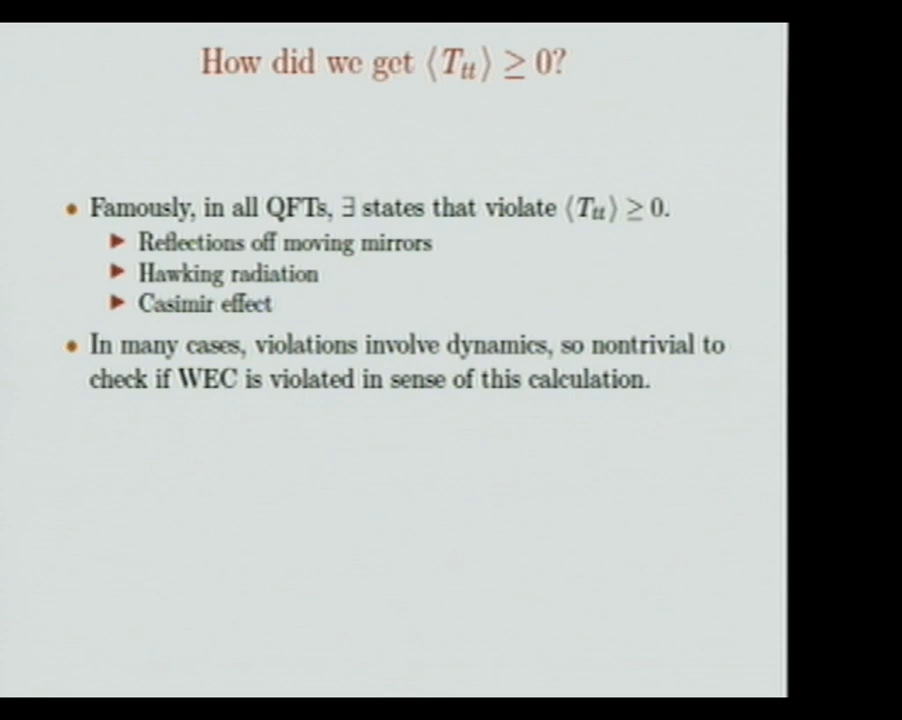 How did we get ⟨Ttt⟩ ≥ 0?
• Famously, in all QFTs, ∃ states that violate ⟨Ttt⟩ ≥ 0.
▶ Reflections off moving mirrors
▶ Hawking radiation
▶ Casimir effect
• In many cases, violations involve dynamics, so nontrivial to
check if WEC is violated in sense of this calculation.